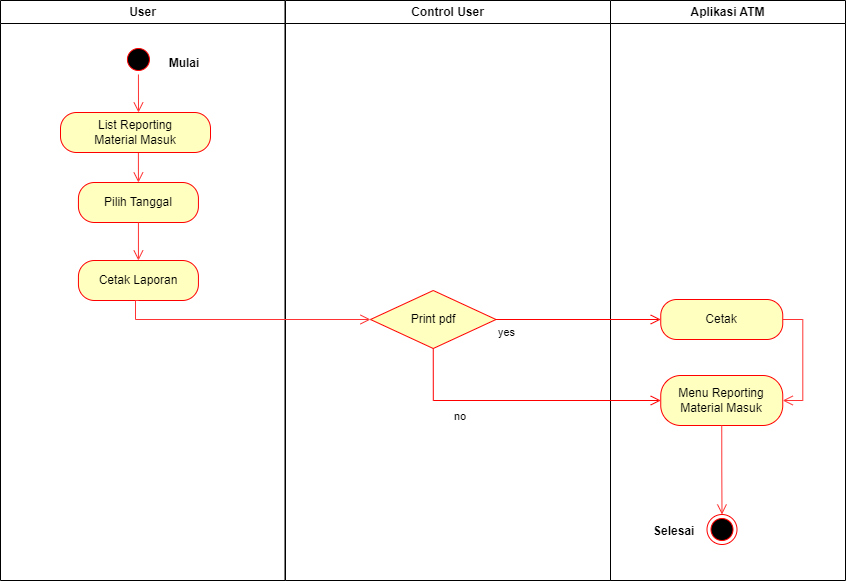 User
Control User
Aplikasi ATM
Mulai
List Reporting
Material Masuk
Pilih Tanggal
Cetak Laporan
Print pdf
yes
Cetak
no
Menu Reporting
Material Masuk
Selesai